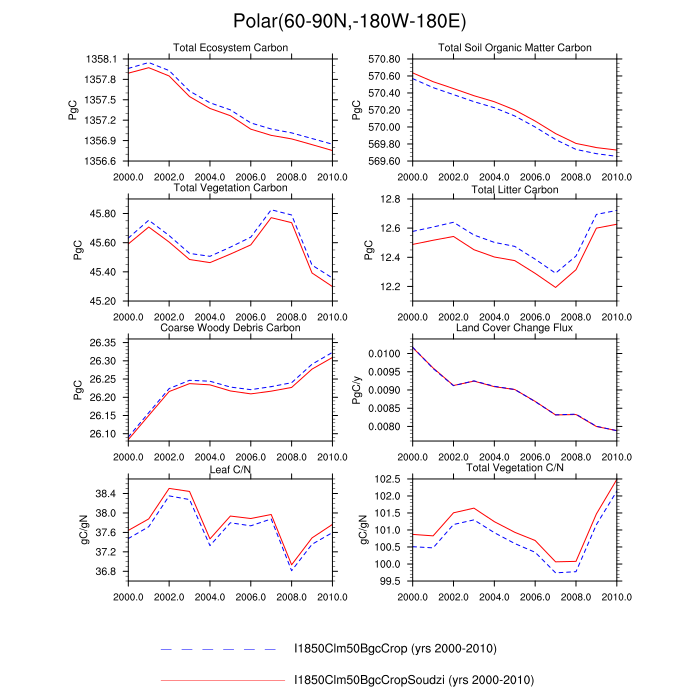 Polar(60-90N,-180W-180E)
Total Ecosystem Carbon
Total Soil Organic Matter Carbon
PgC
1358.1
1357.8
1357.5
1357.2
1356.9
1356.6
2000.0 2002.0 2004.0 2006.0 2008.0 2010.0
PgC
570.80
570.60
570.40
570.20
570.00
569.80
569.60
2000.0 2002.0 2004.0 2006.0 2008.0 2010.0
Total Vegetation Carbon
Total Litter Carbon
PgC
45.80
45.60
45.40
45.20
2000.0 2002.0 2004.0 2006.0 2008.0 2010.0
PgC
12.8
12.6
12.4
12.2
2000.0 2002.0 2004.0 2006.0 2008.0 2010.0
Coarse Woody Debris Carbon
Land Cover Change Flux
PgC
26.35
26.30
26.25
26.20
26.15
26.10
2000.0 2002.0 2004.0 2006.0 2008.0 2010.0
PgC/y
0.0100
0.0095
0.0090
0.0085
0.0080
2000.0 2002.0 2004.0 2006.0 2008.0 2010.0
Leaf C/N
Total Vegetation C/N
gC/gN
38.4
38.0
37.6
37.2
36.8
2000.0 2002.0 2004.0 2006.0 2008.0 2010.0
gC/gN
102.5
102.0
101.5
101.0
100.5
100.0
99.5
2000.0 2002.0 2004.0 2006.0 2008.0 2010.0
I1850Clm50BgcCrop (yrs 2000-2010)
I1850Clm50BgcCropSoudzi (yrs 2000-2010)